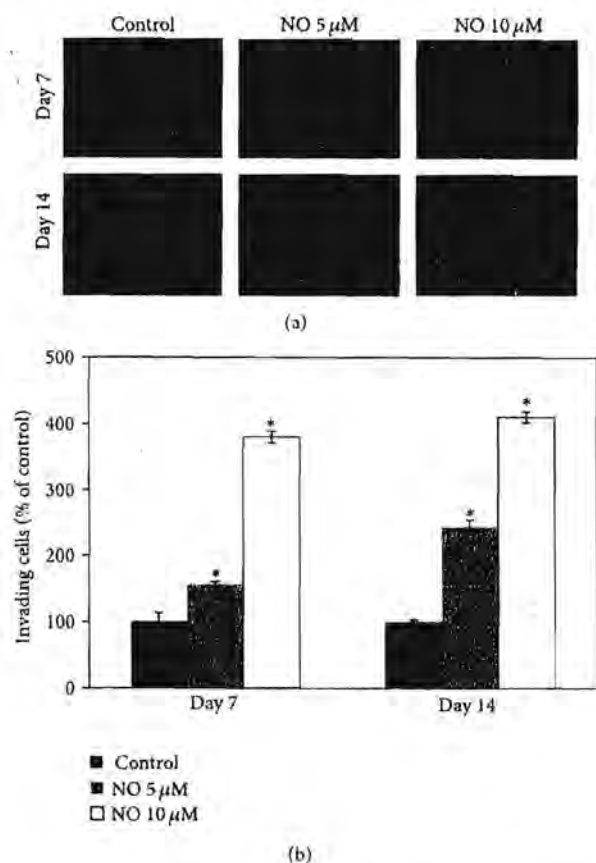 Control NO 5 μM NO 10 μM
Day 7
Day 14
(a)
500
400
300
200
100
0
Invading cells (% of control)
* * * *
Day 7 Day 14
Control
NO 5 μM
NO 10 μM
(b)